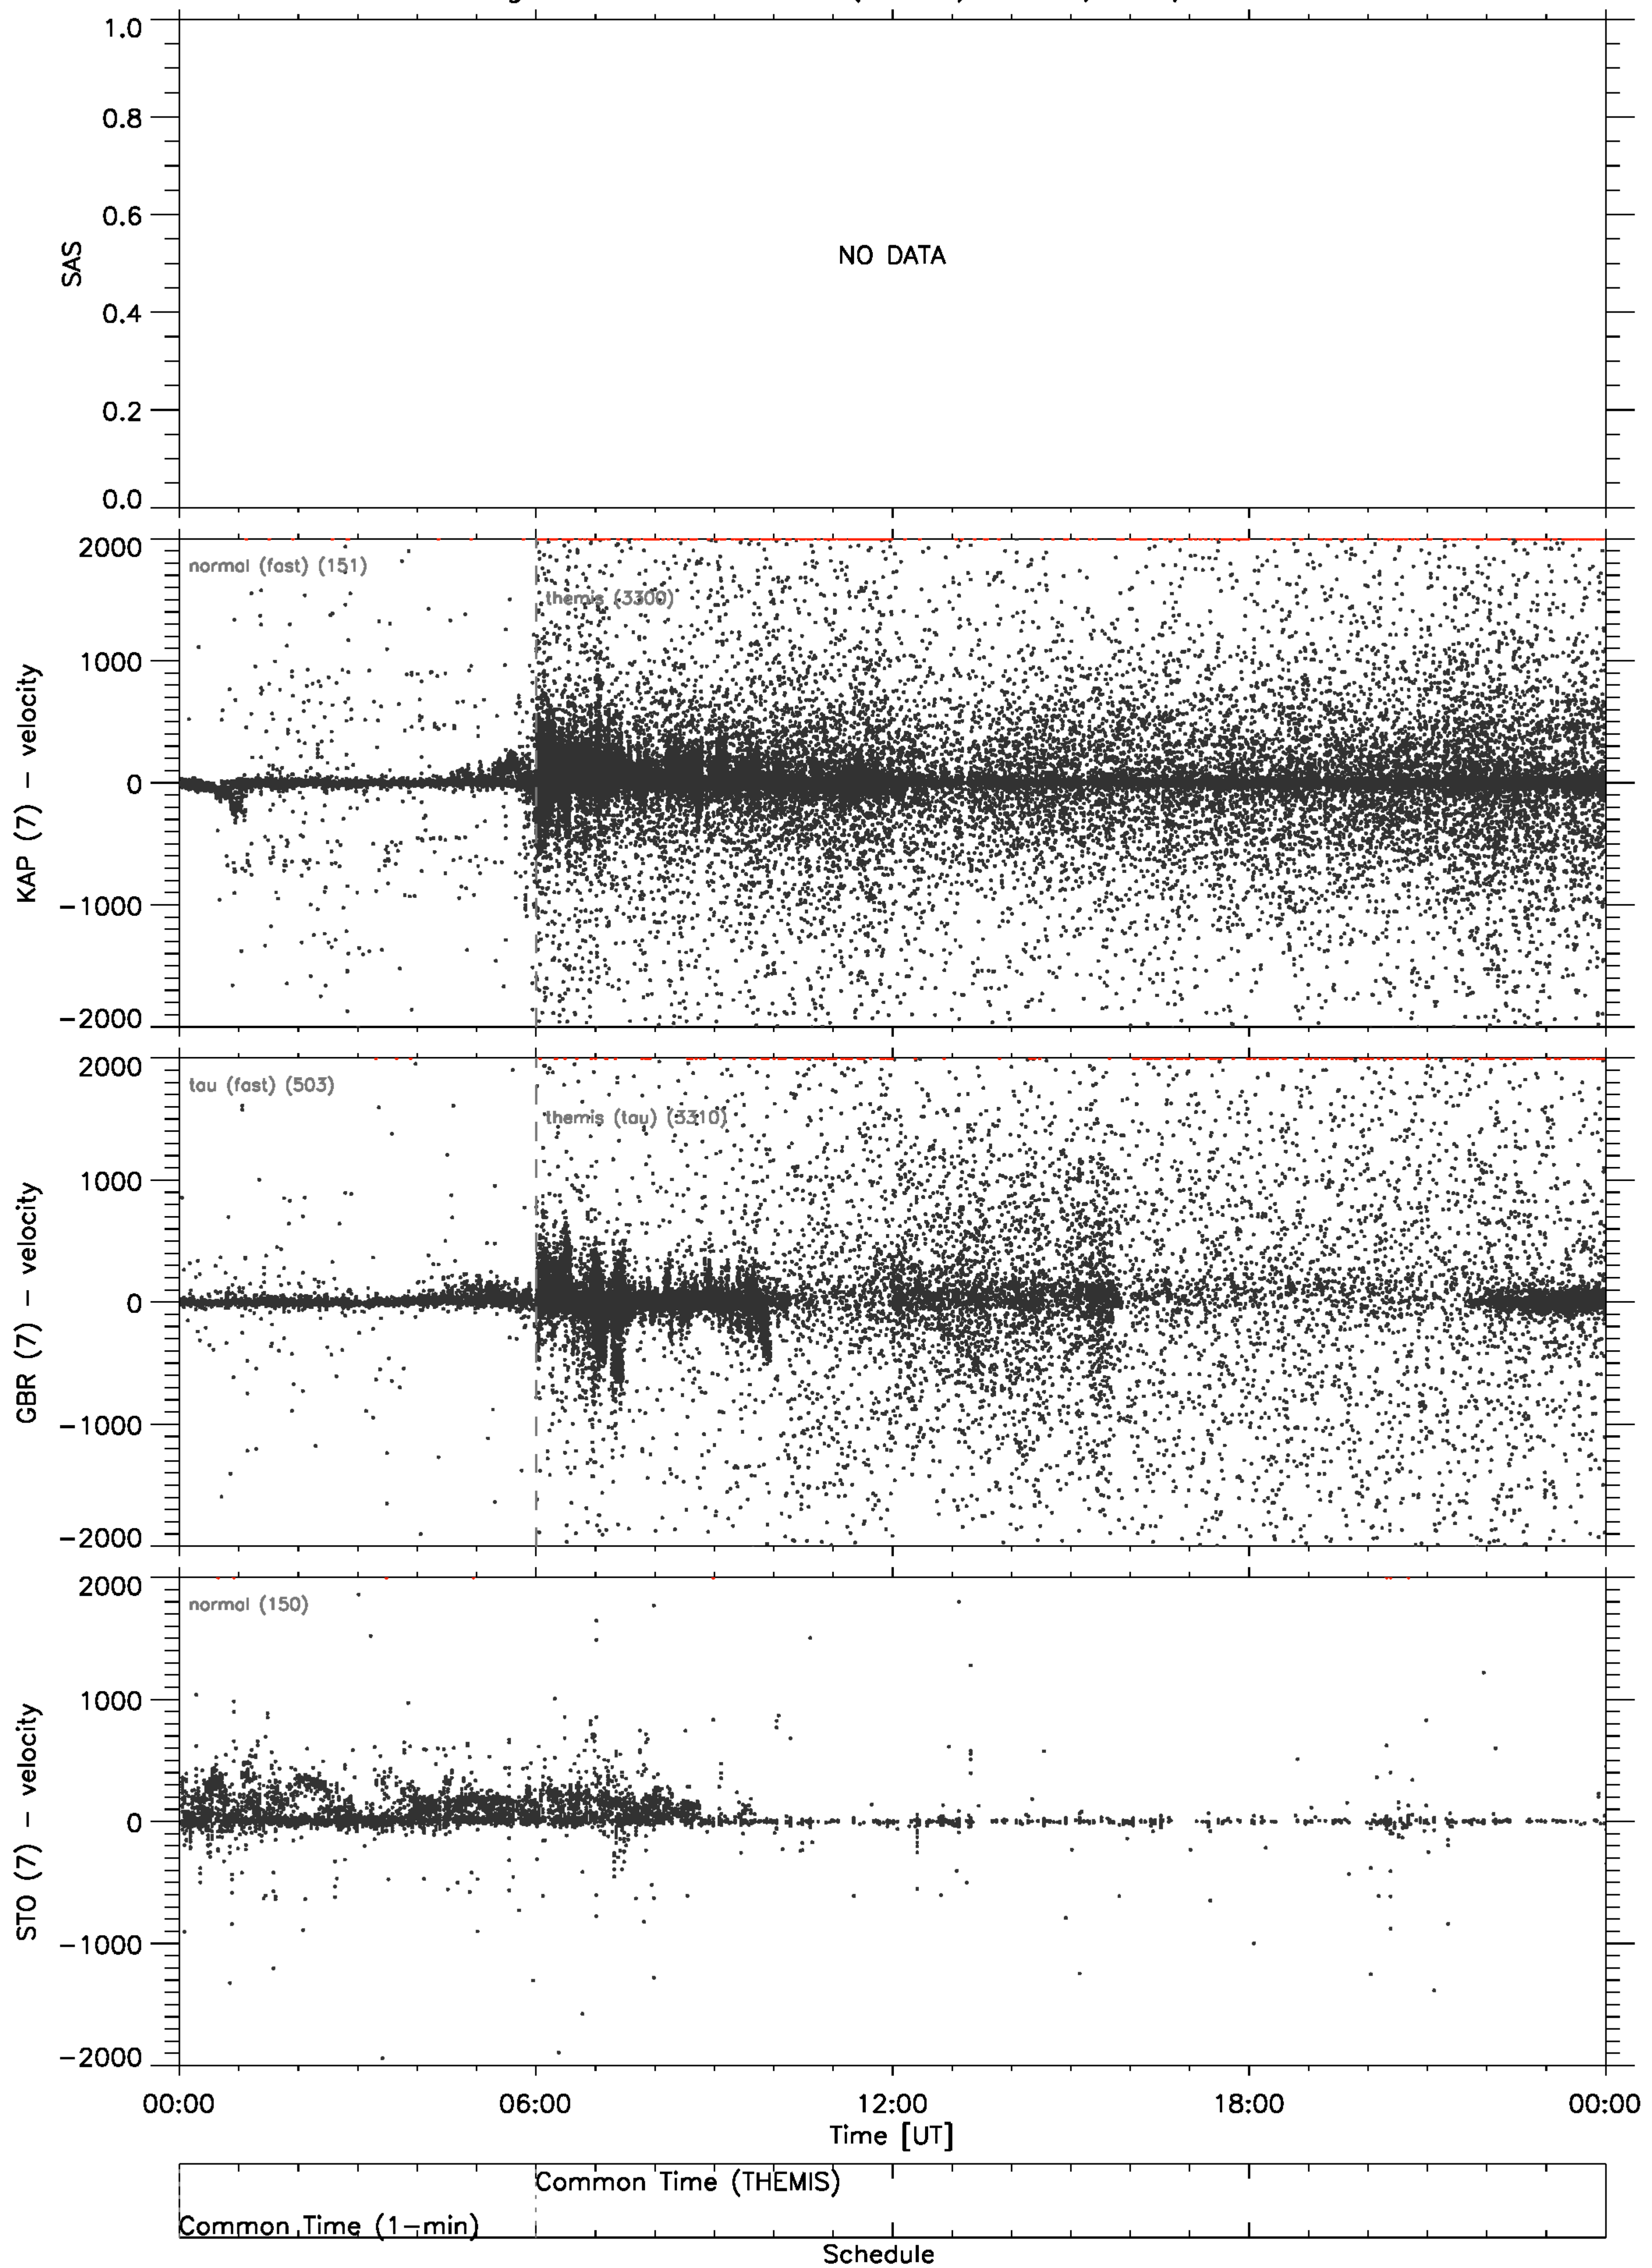 1.0
0.8
0.6
0.4
0.2
0.0
SAS
NO DATA
2000
1000
0
−1000
−2000
KAP (7) − velocity
normal (fast) (151)
themis (3300)
2000
1000
0
−1000
−2000
GBR (7) − velocity
tau (fast) (503)
themis (tau) (3310)
2000
1000
0
−1000
−2000
STO (7) − velocity
normal (150)
00:00 06:00 12:00 18:00 00:00
Time [UT]
Common Time (THEMIS)
Common Time (1−min)
Schedule